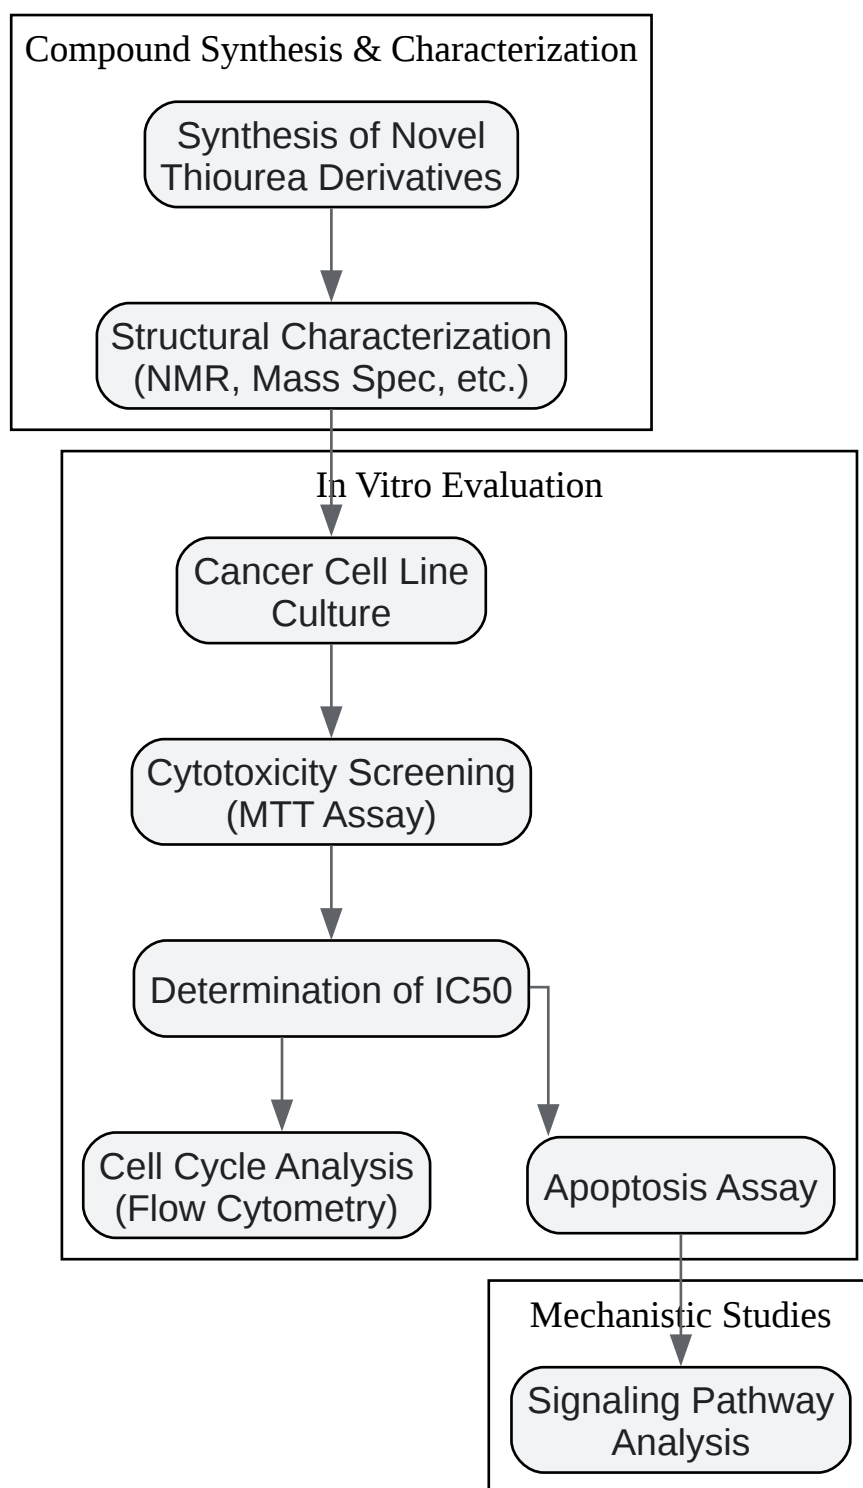 Compound Synthesis & Characterization
Synthesis of Novel
Thiourea Derivatives
Structural Characterization
(NMR, Mass Spec, etc.)
In Vitro Evaluation
Cancer Cell Line
Culture
Cytotoxicity Screening
(MTT Assay)
Determination of IC50
Cell Cycle Analysis
(Flow Cytometry)
Apoptosis Assay
Mechanistic Studies
Signaling Pathway
Analysis